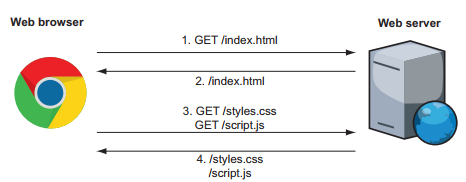 Web browser
Web server
1. GET /index.html
2. /index.html
3. GET /styles.css
GET /script.js
4. /styles.css
/script.js